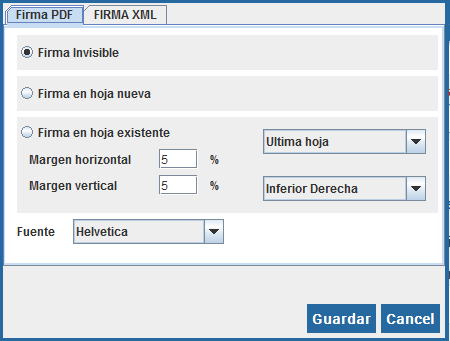 Firma PDF FIRMA XML
Firma Invisible
Firma en hoja nueva
Firma en hoja existente
Ultima hoja
Margen horizontal 5 %
Margen vertical 5 %
Inferior Derecha
Fuente Helvetica
Guardar Cancel